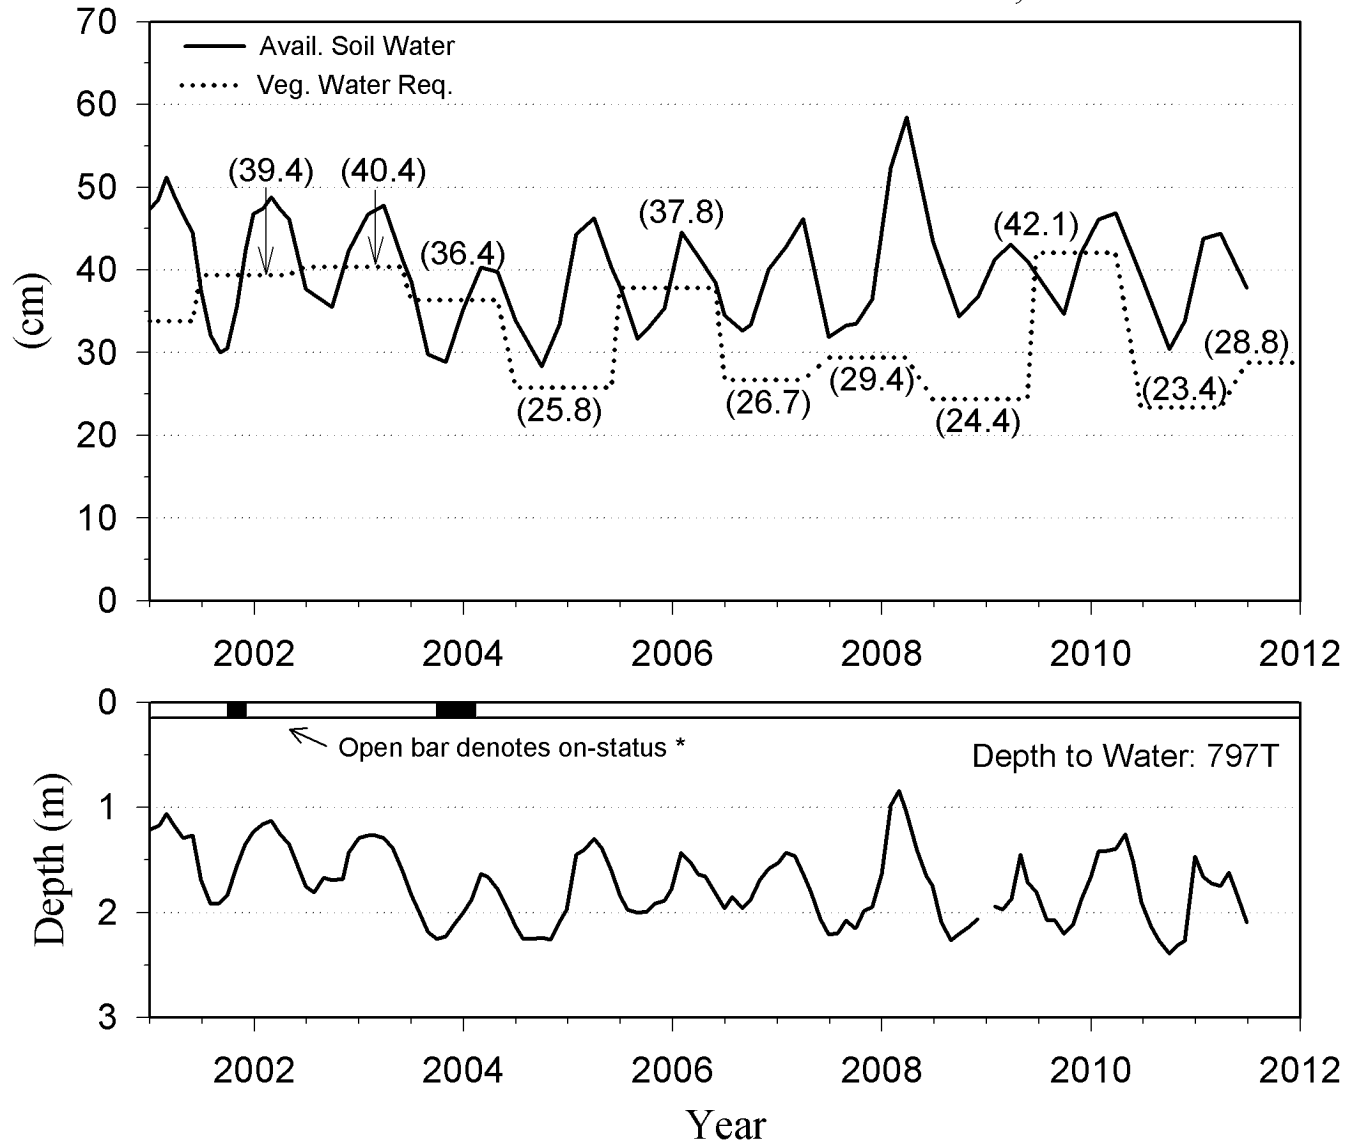 70
Avail. Soil Water
Veg. Water Req.
60
(39.4) (40.4)
50
(37.8)
(42.1)
(36.4)
40
30
(28.8)
(29.4)
(23.4)
(25.8) (26.7) (24.4)
20
10
0
(cm)
2002 2004 2006 2008 2010 2012
0
Open bar denotes on-status *
Depth to Water: 797T
1
2
3
Depth (m)
2002 2004 2006 2008 2010 2012
Year